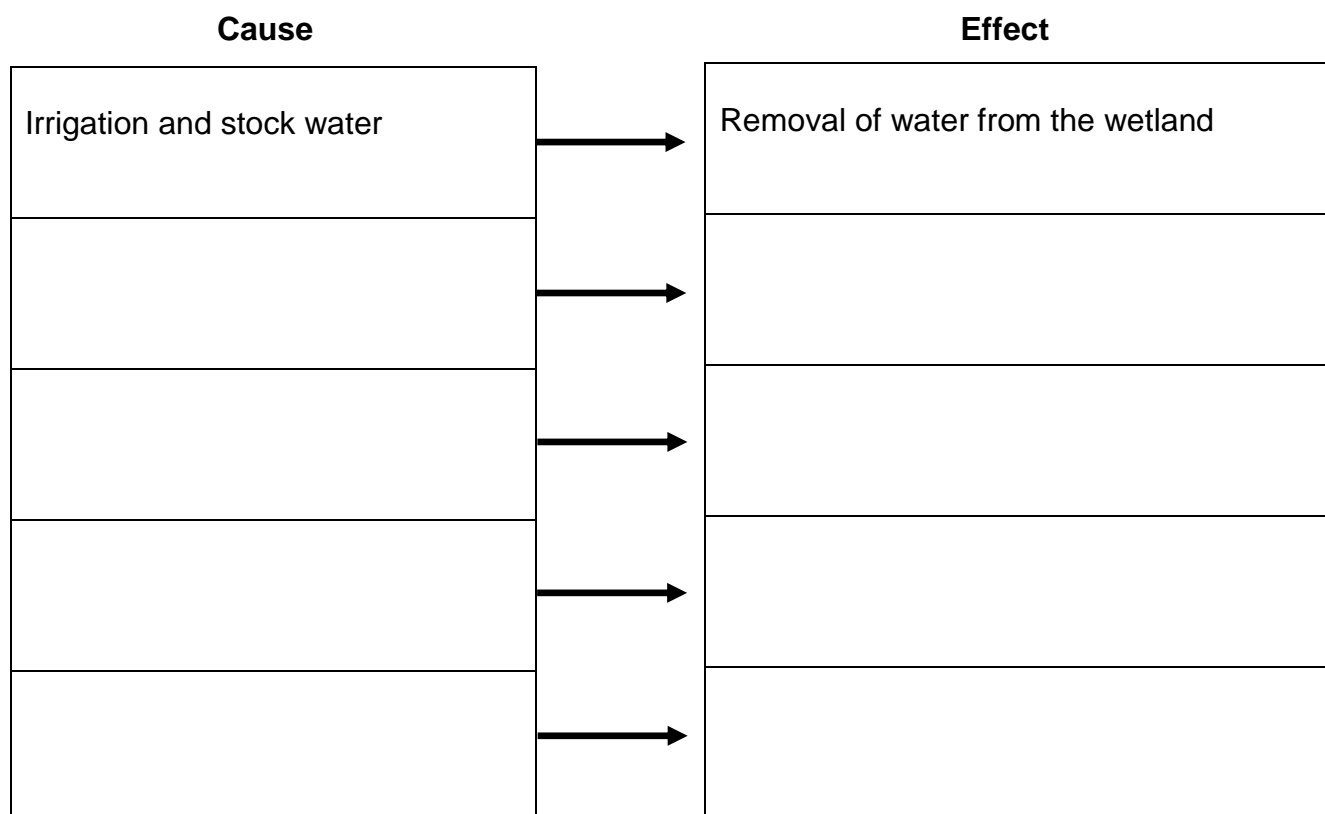 Cause
Effect
Irrigation and stock water
Removal of water from the wetland